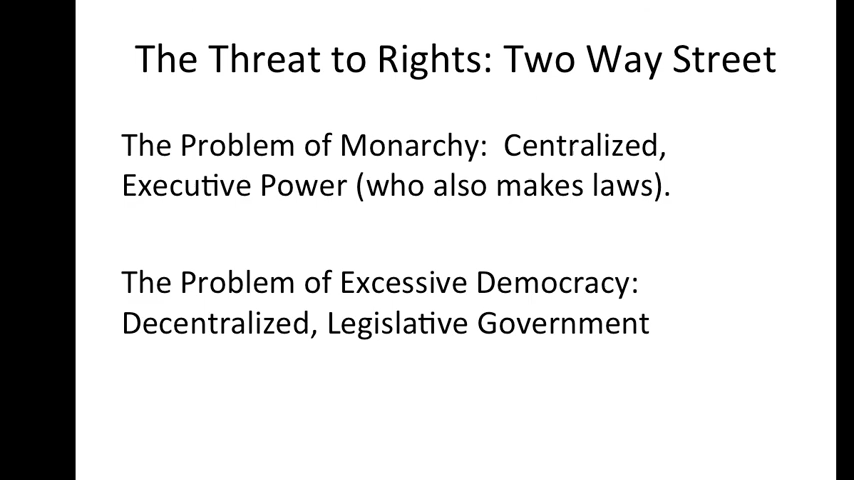 The Threat to Rights: Two Way Street
The Problem of Monarchy:  Centralized,
Executive Power (who also makes laws).
The Problem of Excessive Democracy:
Decentralized, Legislative Government